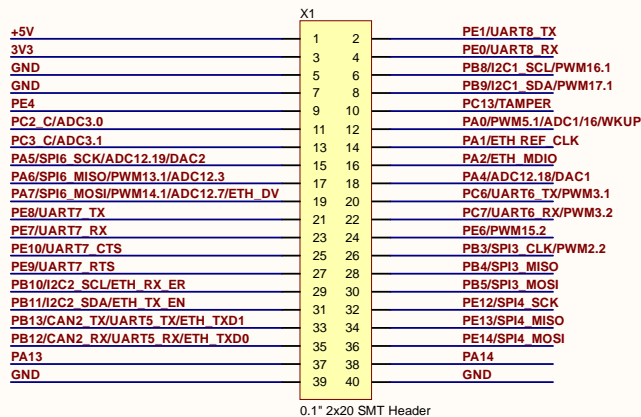 X1
+5V 1 2 PE1/UART8_TX
3V3 3 4 PE0/UART8_RX
GND 5 6 PB8/I2C1_SCL/PWM16.1
GND 7 8 PB9/I2C1_SDA/PWM17.1
PE4 9 10 PC13/TAMPER
PC2_C/ADC3.0 11 12 PA0/PWM5.1/ADC1/16/WKUP
PC3_C/ADC3.1 13 14 PA1/ETH_REF_CLK
PA5/SPI6_SCK/ADC12.19/DAC2 15 16 PA2/ETH_MDIO
PA6/SPI6_MISO/PWM13.1/ADC12.3 17 18 PA4/ADC12.18/DAC1
PA7/SPI6_MOSI/PWM14.1/ADC12.7/ETH_DV 19 20 PC6/UART6_TX/PWM3.1
PE8/UART7_TX 21 22 PC7/UART6_RX/PWM3.2
PE7/UART7_RX 23 24 PE6/PWM15.2
PE10/UART7_CTS 25 26 PB3/SPI3_CLK/PWM2.2
PE9/UART7_RTS 27 28 PB4/SPI3_MISO
PB10/I2C2_SCL/ETH_RX_ER 29 30 PB5/SPI3_MOSI
PB11/I2C2_SDA/ETH_TX_EN 31 32 PE12/SPI4_SCK
PB13/CAN2_TX/UART5_TX/ETH_TXD1 33 34 PE13/SPI4_MISO
PB12/CAN2_RX/UART5_RX/ETH_TXD0 35 36 PE14/SPI4_MOSI
PA13 37 38 PA14
GND 39 40 GND
0.1" 2x20 SMT Header